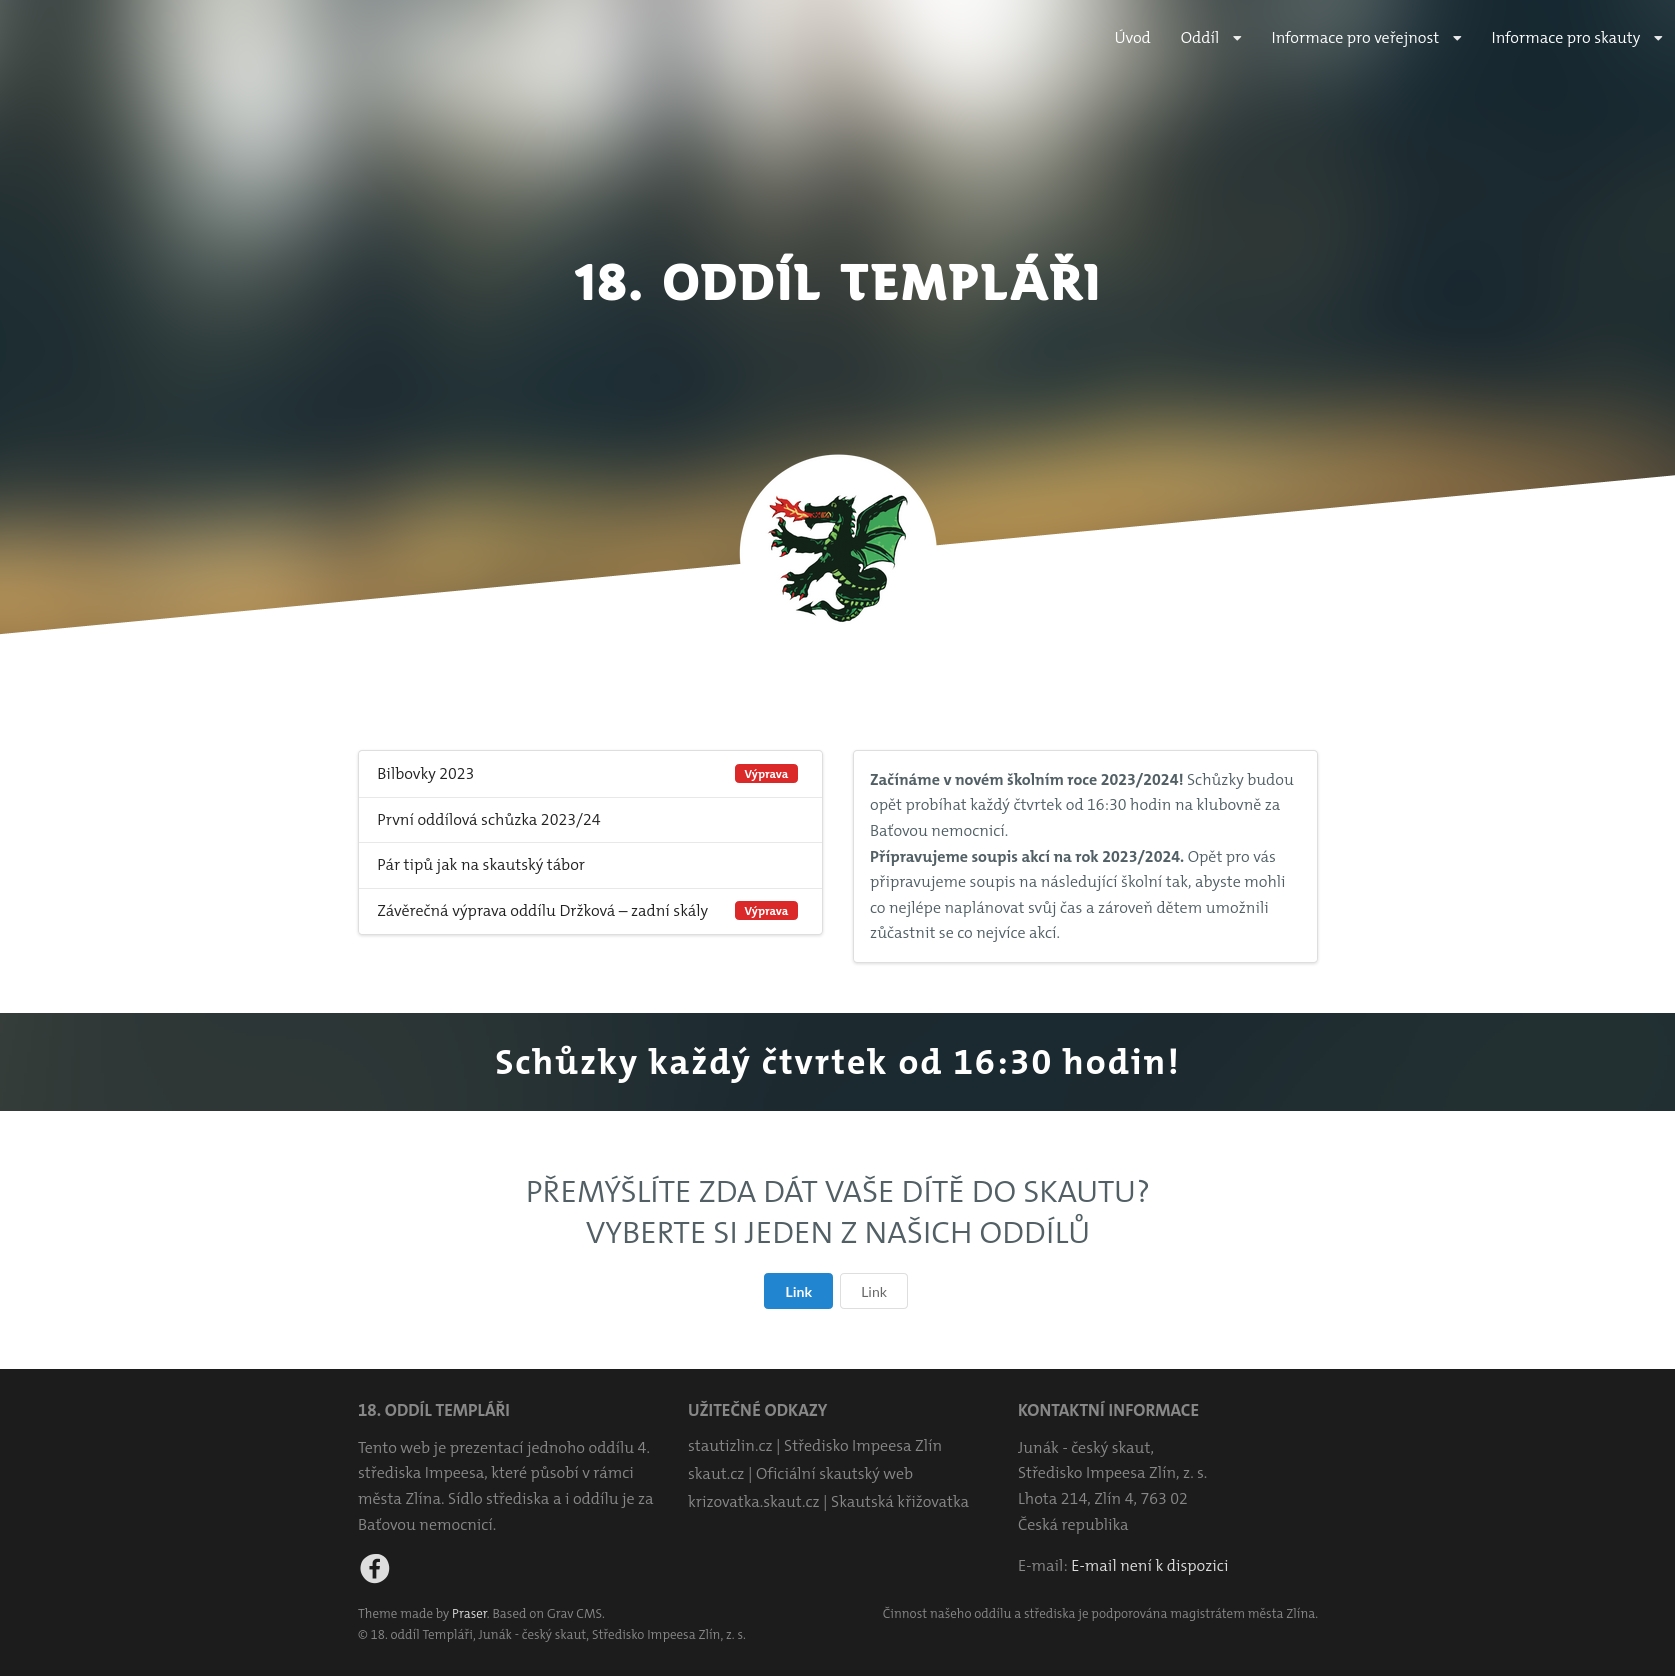 Úvod
Oddíl
Informace pro veřejnost
Informace pro skauty
18. ODDÍL TEMPLÁŘI
Bilbovky 2023
Výprava
První oddílová schůzka 2023/24
Pár tipů jak na skautský tábor
Závěrečná výprava oddílu Držková – zadní skály
Výprava
Začínáme v novém školním roce 2023/2024! Schůzky budou
opět probíhat každý čtvrtek od 16:30 hodin na klubovně za
Baťovou nemocnicí.
Přípravujeme soupis akcí na rok 2023/2024. Opět pro vás
připravujeme soupis na následující školní tak, abyste mohli
co nejlépe naplánovat svůj čas a zároveň dětem umožnili
zůčastnit se co nejvíce akcí.
Schůzky každý čtvrtek od 16:30 hodin!
PŘEMÝŠLÍTE ZDA DÁT VAŠE DÍTĚ DO SKAUTU?
VYBERTE SI JEDEN Z NAŠICH ODDÍLŮ
Link
Link
18. ODDÍL TEMPLÁŘI
Tento web je prezentací jednoho oddílu 4.
střediska Impeesa, které působí v rámci
města Zlína. Sídlo střediska a i oddílu je za
Baťovou nemocnicí.
UŽITEČNÉ ODKAZY
stautizlin.cz | Středisko Impeesa Zlín
skaut.cz | Oficiální skautský web
krizovatka.skaut.cz | Skautská křižovatka
KONTAKTNÍ INFORMACE
Junák - český skaut,
Středisko Impeesa Zlín, z. s.
Lhota 214, Zlín 4, 763 02
Česká republika
E-mail: E-mail není k dispozici
Theme made by Praser. Based on Grav CMS.
© 18. oddíl Templáři, Junák - český skaut, Středisko Impeesa Zlín, z. s.
Činnost našeho oddílu a střediska je podporována magistrátem města Zlína.